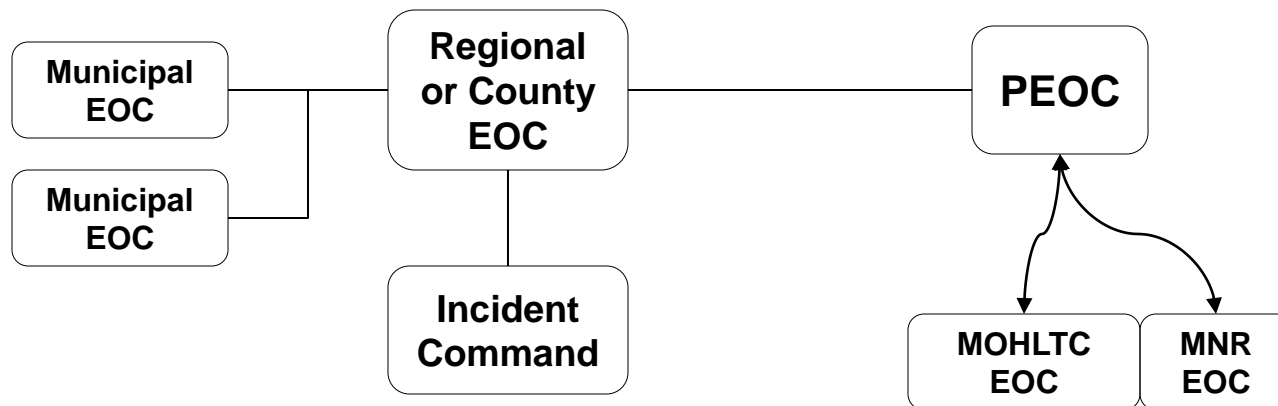 Municipal
EOC
Municipal
EOC
Regional
or County
EOC
Incident
Command
PEOC
MOHLTC
EOC
MNR
EOC